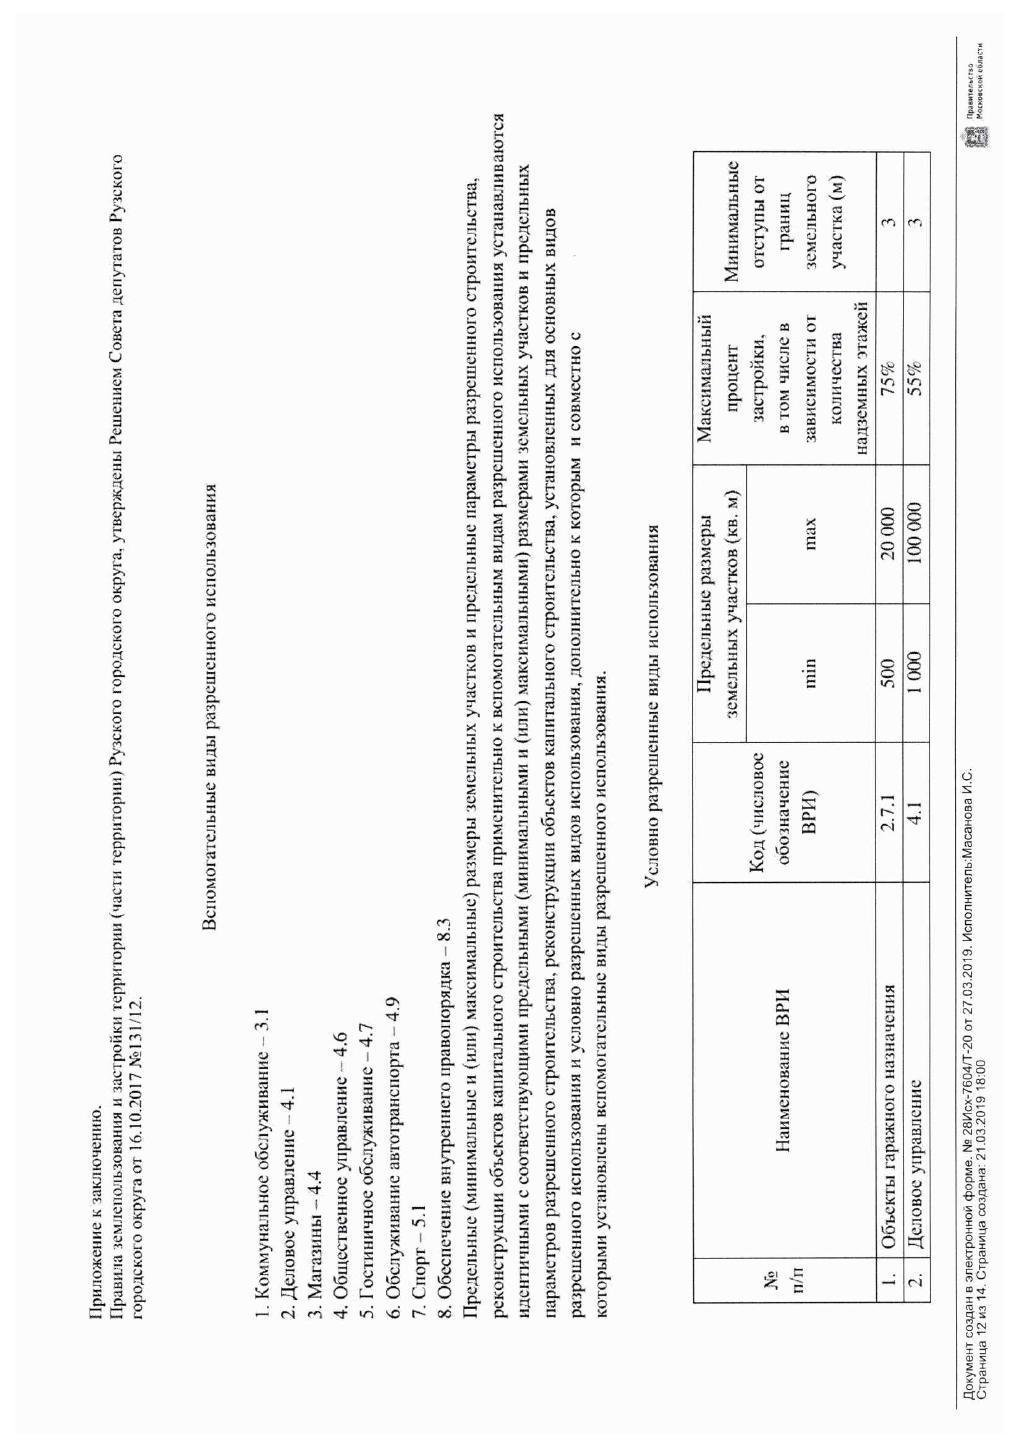 Приложение к заключению.
Правила землепользования и застройки территории (части территории) Рузского городского округа, утверждены Решением Совета депутатов Рузского
городского округа от 16.10.2017 №131/12.
Вспомогательные виды разрешенного использования
1. Коммунальное обслуживание – 3.1
2. Деловое управление – 4.1
3. Магазины – 4.4
4. Общественное управление – 4.6
5. Гостиничное обслуживание – 4.7
6. Обслуживание автотранспорта – 4.9
7. Спорт – 5.1
8. Обеспечение внутреннего правопорядка – 8.3
Предельные (минимальные и (или) максимальные) размеры земельных участков и предельные параметры разрешенного строительства,
реконструкции объектов капитального строительства применительно к вспомогательным видам разрешенного использования устанавливаются
идентичными с соответствующими предельными (минимальными и (или) максимальными) размерами земельных участков и предельных
параметров разрешенного строительства, реконструкции объектов капитального строительства, установленных для основных видов
разрешенного использования и условно разрешенных видов использования, дополнительно к которым и совместно с
которыми установлены вспомогательные виды разрешенного использования.
Условно разрешенные виды использования
№ п/п
Наименование ВРИ
Код (числовое обозначение ВРИ)
Предельные размеры земельных участков (кв. м)
min
max
Максимальный процент застройки, в том числе в зависимости от количества надземных этажей
Минимальные отступы от границ земельного участка (м)
1. Объекты гаражного назначения 2.7.1 500 20 000 75% 3
2. Деловое управление 4.1 1 000 100 000 55% 3
Документ создан в электронной форме. № 28Исх-7604/Т-20 от 27.03.2019. Исполнитель:Масанова И.С.
Страница 12 из 14. Страница создана: 21.03.2019 18:00
Правительство
Московской области